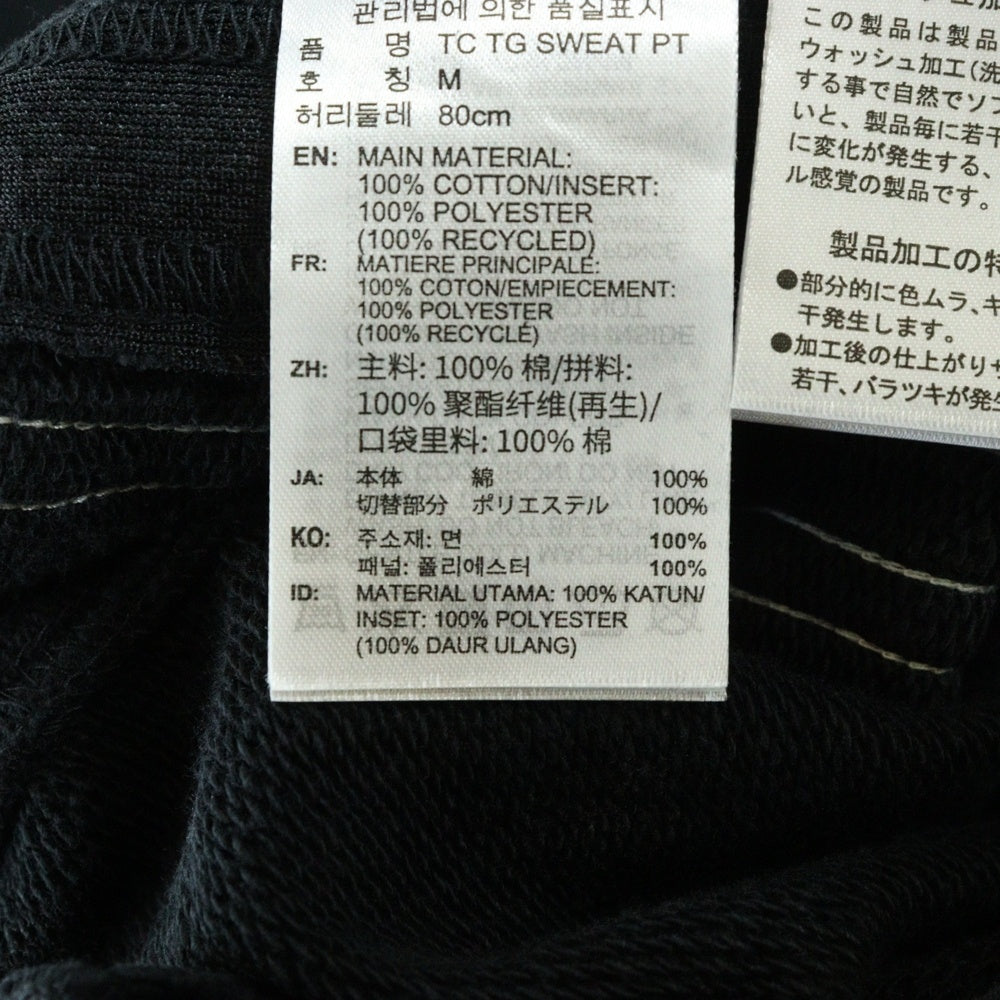 관리법에 의한 품질표시
품 명 TC TG SWEAT PT
호 칭 M
허리둘레 80cm
EN: MAIN MATERIAL:
100% COTTON/INSERT:
100% POLYESTER
(100% RECYCLED)
FR: MATIERE PRINCIPALE:
100% COTON/EMPIECEMENT:
100% POLYESTER
(100% RECYCLÉ)
ZH: 主料: 100% 棉/拼料:
100% 聚酯纤维(再生)/
口袋里料: 100% 棉
JA: 本体 綿 100%
切替部分 ポリエステル 100%
KO: 주소재: 면 100%
패널: 폴리에스터 100%
ID: MATERIAL UTAMA: 100% KATUN/
INSET: 100% POLYESTER
(100% DAUR ULANG)
この製品は製品
ウォッシュ加工(洗
する事で自然でソフ
いと、製品毎に若干
に変化が発生する、
ル感覚の製品です。
製品加工の特
●部分的に色ムラ、キ
干発生します。
●加工後の仕上がりサ
若干、バラツキが発生